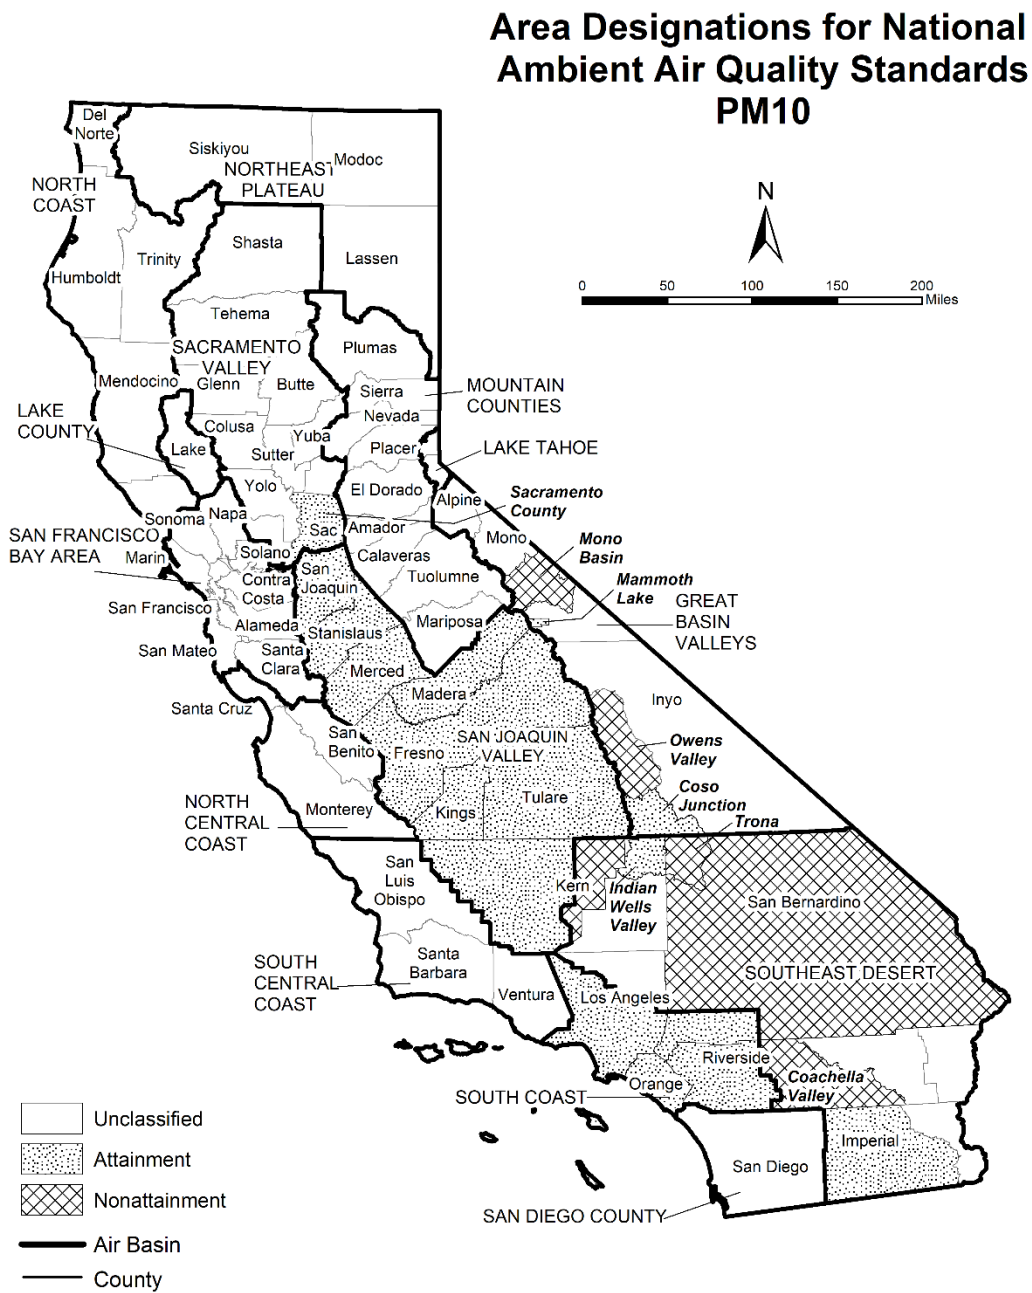 Area Designations for National
Ambient Air Quality Standards
PM10
Del
Norte
Siskiyou
Modoc
NORTHEAST
PLATEAU
NORTH
COAST
N
Shasta
Trinity
Lassen
Humboldt
0 50 100 150 200
Miles
Tehema
SACRAMENTO
VALLEY
Plumas
Mendocino
Glenn
Butte
Sierra
MOUNTAIN
COUNTIES
LAKE
COUNTY
Nevada
Colusa
Yuba
Lake
Placer
LAKE TAHOE
Sutter
Yolo
El Dorado
Alpine
Sacramento
County
Sonoma
Napa
Sac
Amador
Mono
SAN FRANCISCO
BAY AREA
Marin
Solano
Calaveras
Mono
Basin
San
Joaquin
Contra
Costa
Tuolumne
Mammoth
Lake
San Francisco
GREAT
BASIN
VALLEYS
Alameda
Stanislaus
Mariposa
San Mateo
Santa
Clara
Merced
Madera
Inyo
Santa Cruz
San
Benito
Fresno
SAN JOAQUIN
VALLEY
Owens
Valley
Coso
Junction
Trona
NORTH
CENTRAL
COAST
Monterey
Kings
Tulare
San
Luis
Obispo
Kern
Indian
Wells
Valley
San Bernardino
SOUTH
CENTRAL
COAST
Santa
Barbara
SOUTHEAST DESERT
Ventura
Los Angeles
Riverside
Orange
Coachella
Valley
SOUTH COAST
Unclassified
Attainment
Nonattainment
Air Basin
County
Imperial
San Diego
SAN DIEGO COUNTY